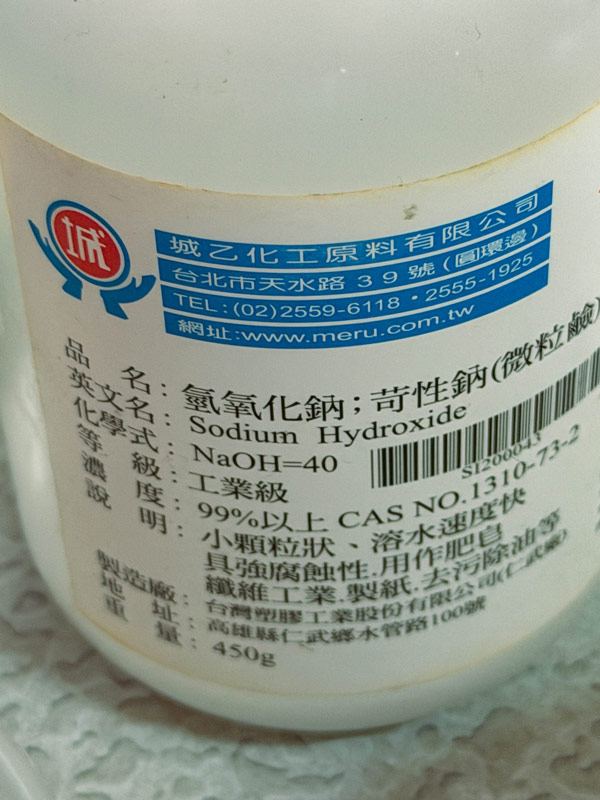 城
城乙化工原料有限公司
台北市天水路39號(圓環邊)
TEL:(02)2559-6118・2555-1925
網址:www.meru.com.tw
品名:氫氧化鈉;苛性鈉(微粒鹼)
英文名:Sodium Hydroxide
化學式:NaOH=40
等級:工業級
S1200043
濃度:99%以上 CAS NO.1310-73-2
說明:小顆粒狀、溶水速度快
具強腐蝕性.用作肥皂
纖維工業.製紙.去污除油等
製造廠:台灣塑膠工業股份有限公司(仁武廠)
地址:高雄縣仁武鄉水管路100號
重量:450g